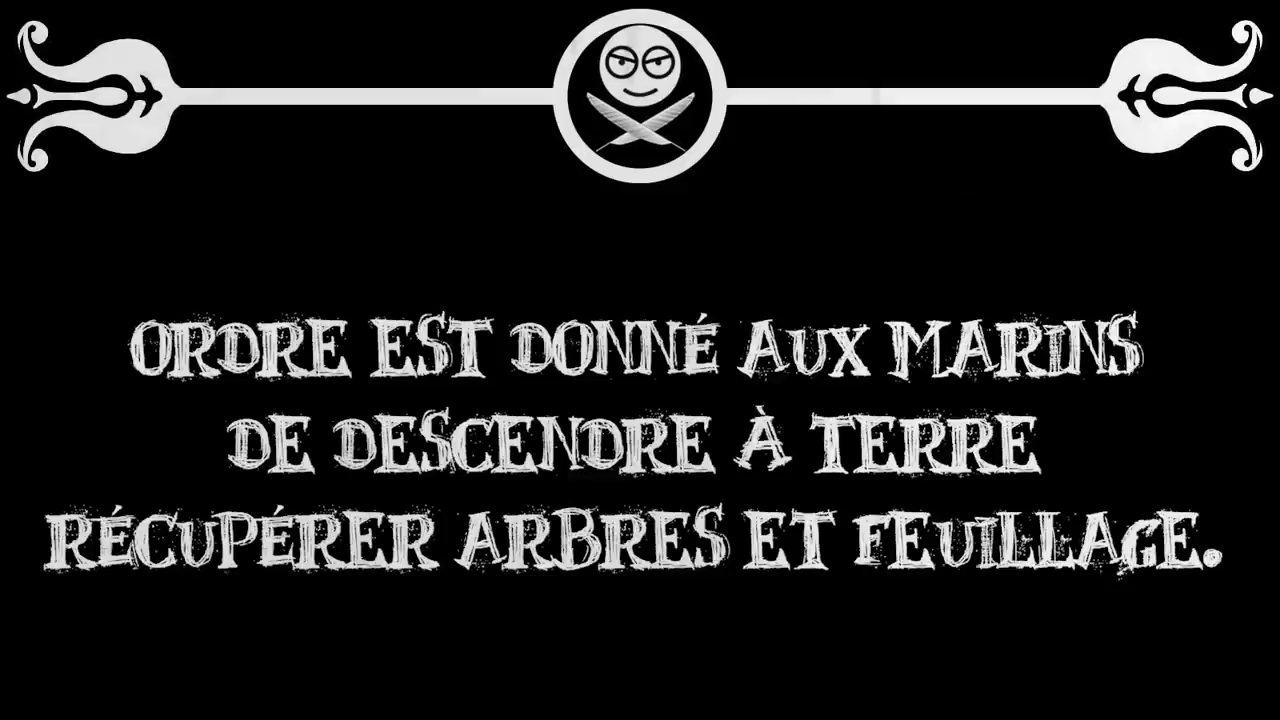 ORDRE EST DONNÉ AUX MARINS
DE DESCENDRE À TERRE
RÉCUPÉRER ARBRES ET FEUILLAGE.